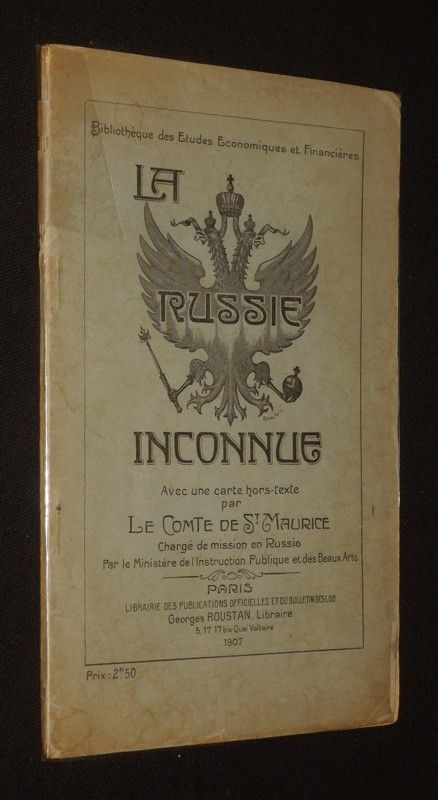 Bibliothèque des Etudes Economiques et Financières
LA
RUSSIE
INCONNUE
Avec une carte hors-texte
par
LE COMTE DE ST MAURICE
Chargé de mission en Russie
Par le Ministère de l'Instruction Publique et des Beaux Arts
PARIS
LIBRAIRIE DES PUBLICATIONS OFFICIELLES ET DU BULLETIN DES LOIS
Georges ROUSTAN, Libraire
5, 17 17 bis Quai Voltaire
1907
Prix : 2fr 50